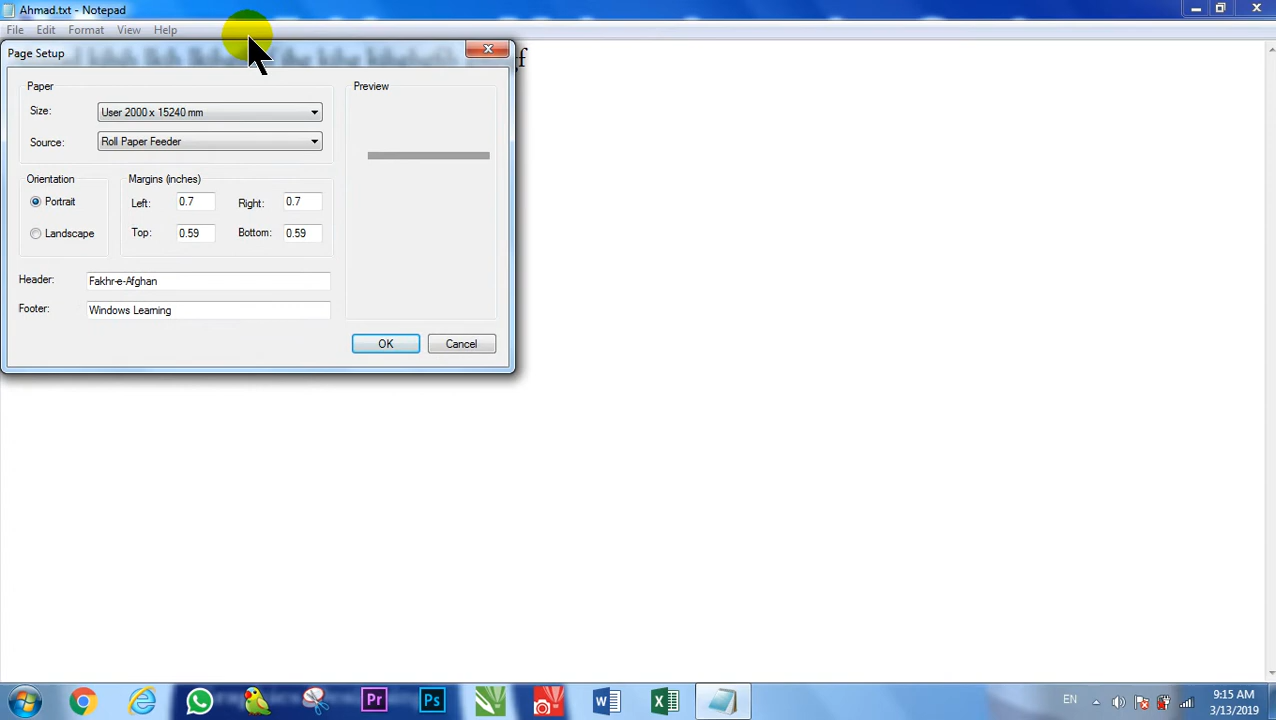 Ahmad.txt - Notepad
File Edit Format View Help
Page Setup
Paper
Size: User 2000 x 15240 mm
Source: Roll Paper Feeder
Orientation
Portrait
Landscape
Margins (inches)
Left: 0.7 Right: 0.7
Top: 0.59 Bottom: 0.59
Header: Fakhr-e-Afghan
Footer: Windows Learning
Preview
OK Cancel
Pr Ps
EN
9:15 AM
3/13/2019